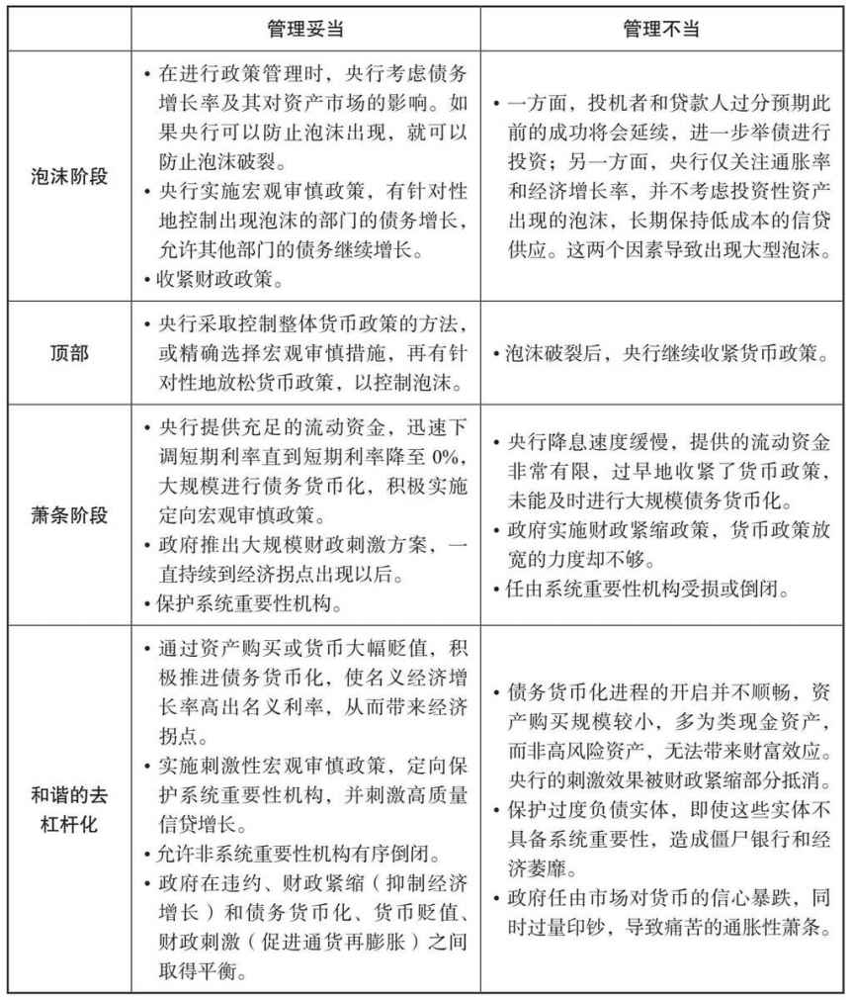 管理妥当
管理不当
泡沫阶段
• 在进行政策管理时，央行考虑债务
增长率及其对资产市场的影响。如
果央行可以防止泡沫出现，就可以
防止泡沫破裂。
• 央行实施宏观审慎政策，有针对性
地控制出现泡沫的部门的债务增长，
允许其他部门的债务继续增长。
• 收紧财政政策。
• 一方面，投机者和贷款人过分预期此
前的成功将会延续，进一步举债进行
投资；另一方面，央行仅关注通胀率
和经济增长率，并不考虑投资性资产
出现的泡沫，长期保持低成本的信贷
供应。这两个因素导致出现大型泡沫。
顶部
• 央行采取控制整体货币政策的方法，
或精确选择宏观审慎措施，再有针
对性地放松货币政策，以控制泡沫。
• 泡沫破裂后，央行继续收紧货币政策。
萧条阶段
• 央行提供充足的流动资金，迅速下
调短期利率直到短期利率降至 0%，
大规模进行债务货币化，积极实施
定向宏观审慎政策。
• 政府推出大规模财政刺激方案，一
直持续到经济拐点出现以后。
• 保护系统重要性机构。
• 央行降息速度缓慢，提供的流动资金
非常有限，过早地收紧了货币政策，
未能及时进行大规模债务货币化。
• 政府实施财政紧缩政策，货币政策放
宽的力度却不够。
• 任由系统重要性机构受损或倒闭。
和谐的去
杠杆化
• 通过资产购买或货币大幅贬值，积
极推进债务货币化，使名义经济增
长率高出名义利率，从而带来经济
拐点。
• 实施刺激性宏观审慎政策，定向保
护系统重要性机构，并刺激高质量
信贷增长。
• 允许非系统重要性机构有序倒闭。
• 政府在违约、财政紧缩（抑制经济
增长）和债务货币化、货币贬值、
财政刺激（促进通货再膨胀）之间
取得平衡。
• 债务货币化进程的开启并不顺畅，资
产购买规模较小，多为类现金资产，
而非高风险资产，无法带来财富效应。
央行的刺激效果被财政紧缩部分抵消。
• 保护过度负债实体，即使这些实体不
具备系统重要性，造成僵尸银行和经
济萎靡。
• 政府任由市场对货币的信心暴跌，同
时过量印钞，导致痛苦的通胀性萧条。